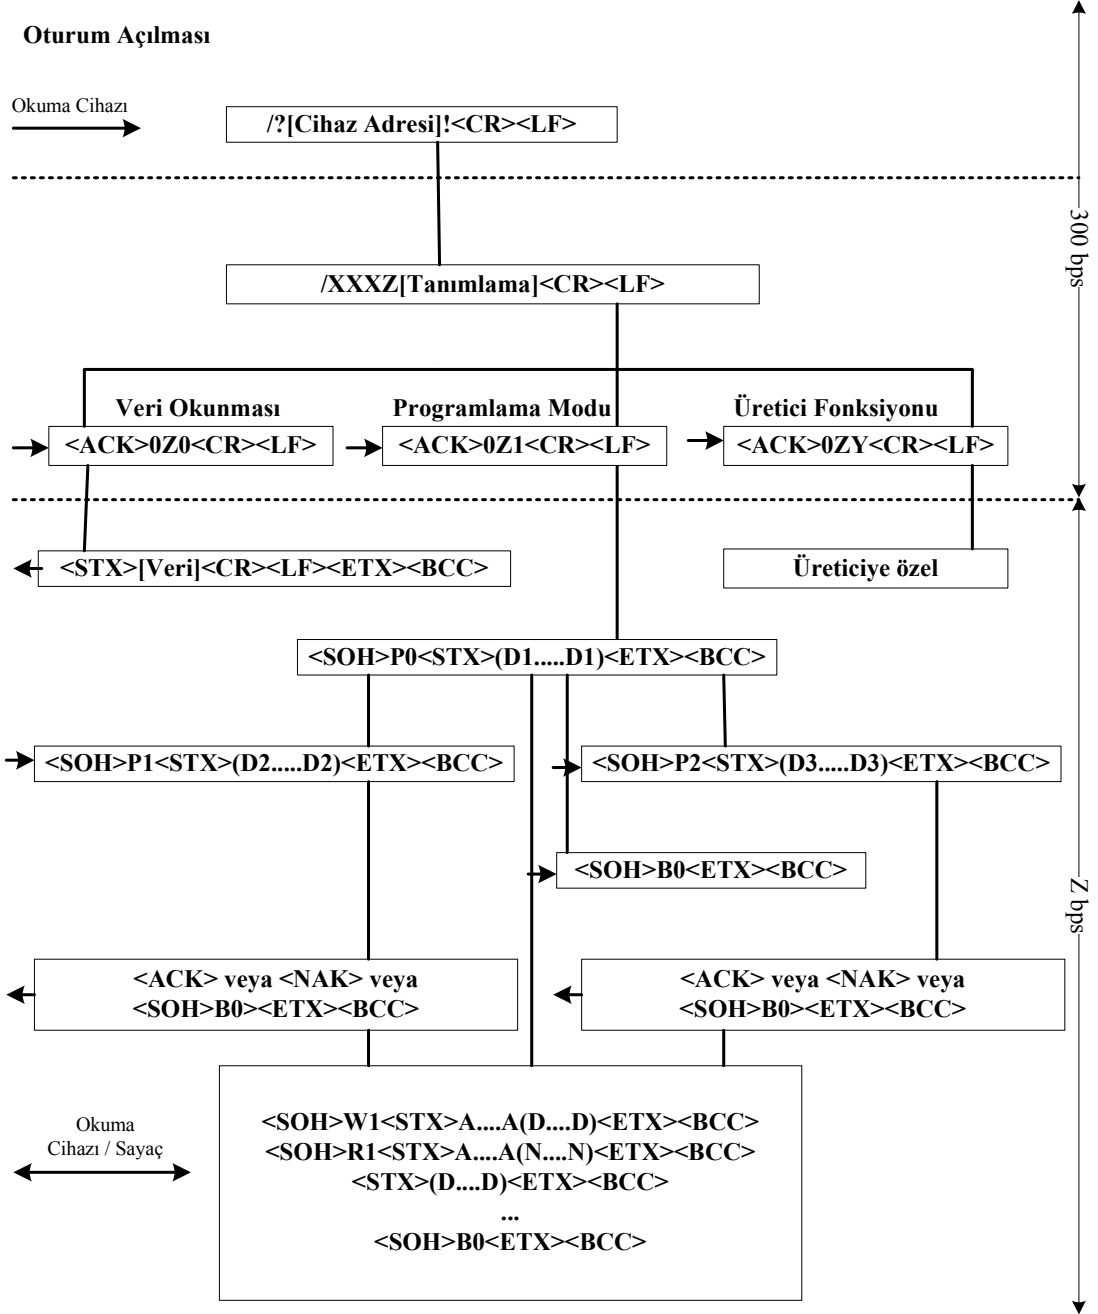 Oturum Açılması
Okuma Cihazı
/?[Cihaz Adresi]!<CR><LF>
300 bps
/XXXZ[Tanımlama]<CR><LF>
Veri Okunması
Programlama Modu
Üretici Fonksiyonu
<ACK>0Z0<CR><LF>
<ACK>0Z1<CR><LF>
<ACK>0ZY<CR><LF>
<STX>[Veri]<CR><LF><ETX><BCC>
Üreticiye özel
<SOH>P0<STX>(D1.....D1)<ETX><BCC>
<SOH>P1<STX>(D2.....D2)<ETX><BCC>
<SOH>P2<STX>(D3.....D3)<ETX><BCC>
<SOH>B0<ETX><BCC>
Z bps
<ACK> veya <NAK> veya
<SOH>B0><ETX><BCC>
<ACK> veya <NAK> veya
<SOH>B0><ETX><BCC>
Okuma
Cihazı / Sayaç
<SOH>W1<STX>A....A(D....D)<ETX><BCC>
<SOH>R1<STX>A....A(N....N)<ETX><BCC>
<STX>(D....D)<ETX><BCC>
...
<SOH>B0<ETX><BCC>